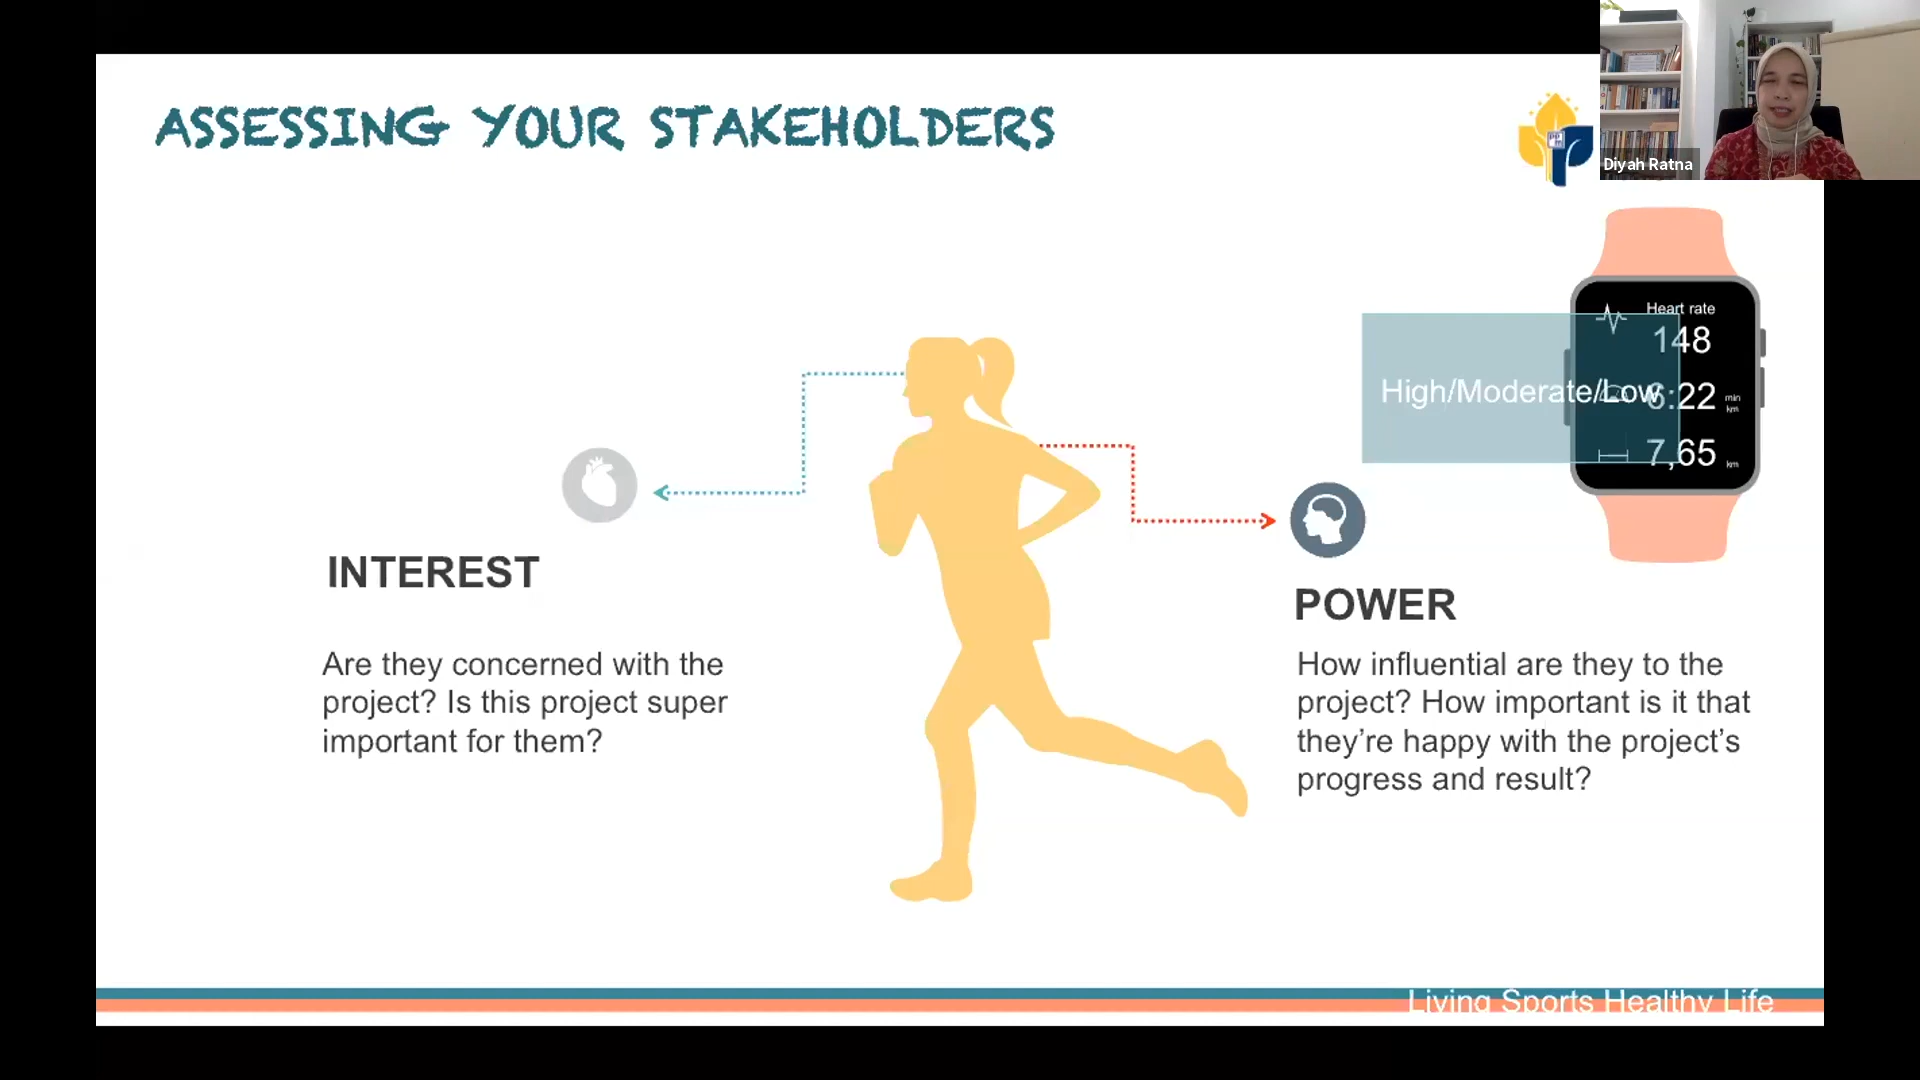 ASSESSING YOUR STAKEHOLDERS
Diyah Ratna
Heart rate
148
High/Moderate/Low
6:22 min km
7,65 km
INTEREST
Are they concerned with the
project? Is this project super
important for them?
POWER
How influential are they to the
project? How important is it that
they’re happy with the project’s
progress and result?
Living Sports Healthy Life